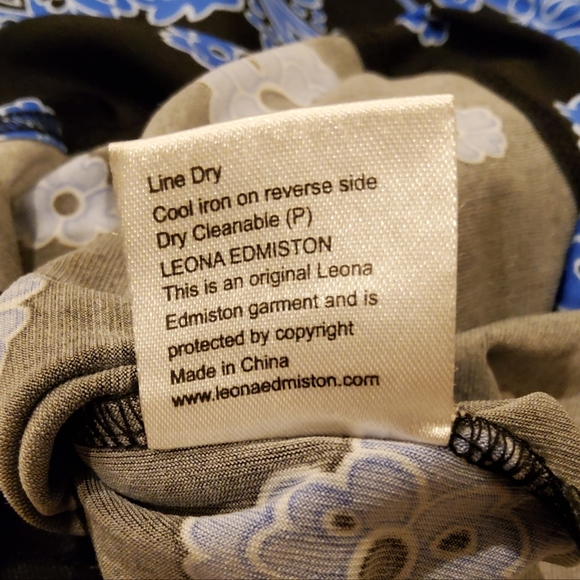 Line Dry
Cool iron on reverse side
Dry Cleanable (P)
LEONA EDMISTON
This is an original Leona
Edmiston garment and is
protected by copyright
Made in China
www.leonaedmiston.com